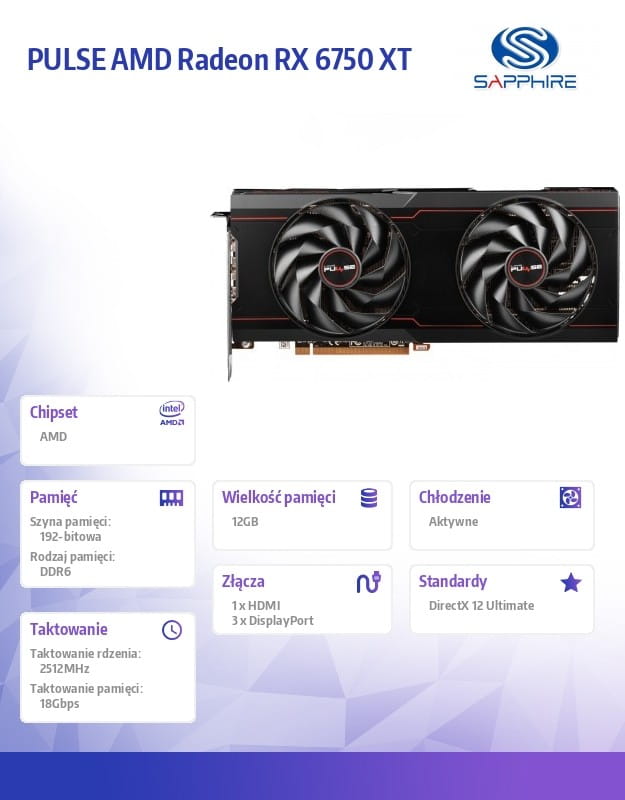 PULSE AMD Radeon RX 6750 XT
SAPPHIRE
PULSE
PULSE
Chipset
intel
AMD
AMD
Pamięć
Szyna pamięci:
192-bitowa
Rodzaj pamięci:
DDR6
Wielkość pamięci
12GB
Chłodzenie
Aktywne
Złącza
1 x HDMI
3 x DisplayPort
Standardy
DirectX 12 Ultimate
Taktowanie
Taktowanie rdzenia:
2512MHz
Taktowanie pamięci:
18Gbps